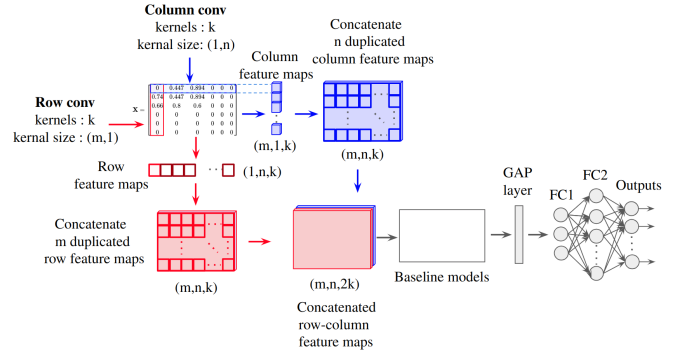 Column conv
kernels : k
kernal size: (1,n)
Row conv
kernels : k
kernal size : (m,1)
x =
0 0.447 0.894 0 0 0
0.74 0.447 0.894 0 0 0
0.66 0.8 0.6 0 0 0
0 0 0 0 0 0
0 0 0 0 0 0
0 0 0 0 0 0
Column
feature maps
(m,1,k)
Concatenate
n duplicated
column feature maps
(m,n,k)
Row
feature maps
(1,n,k)
Concatenate
m duplicated
row feature maps
(m,n,k)
(m,n,2k)
Concatenated
row-column
feature maps
Baseline models
GAP
layer
FC1
FC2
Outputs